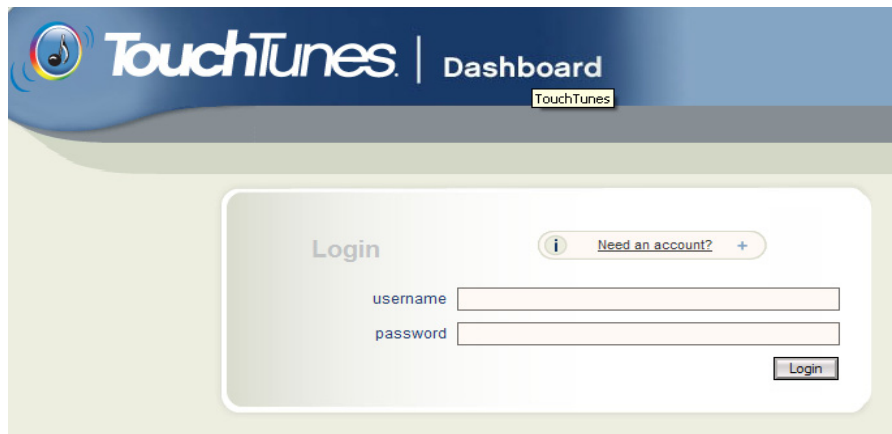 TouchTunes. | Dashboard
TouchTunes
Login
i Need an account? +
username
password
Login